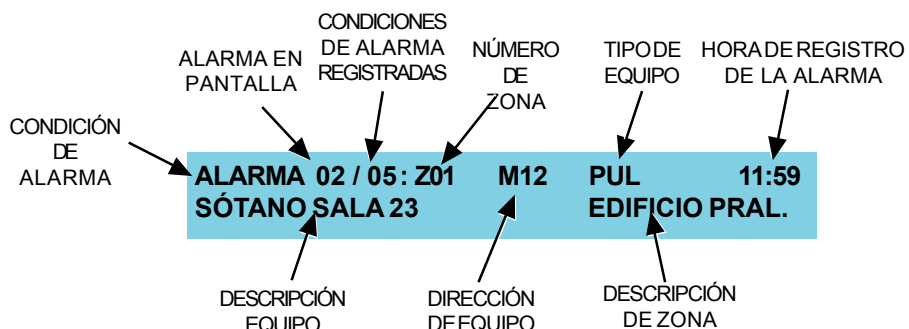 CONDICIONES
DE ALARMA
REGISTRADAS
ALARMA EN
PANTALLA
NÚMERO
DE
ZONA
TIPO DE
EQUIPO
HORA DE REGISTRO
DE LA ALARMA
CONDICIÓN
DE
ALARMA
ALARMA 02 / 05 : Z01 M12 PUL 11:59
SÓTANO SALA 23 EDIFICIO PRAL.
DESCRIPCIÓN
EQUIPO
DIRECCIÓN
DE EQUIPO
DESCRIPCIÓN
DE ZONA